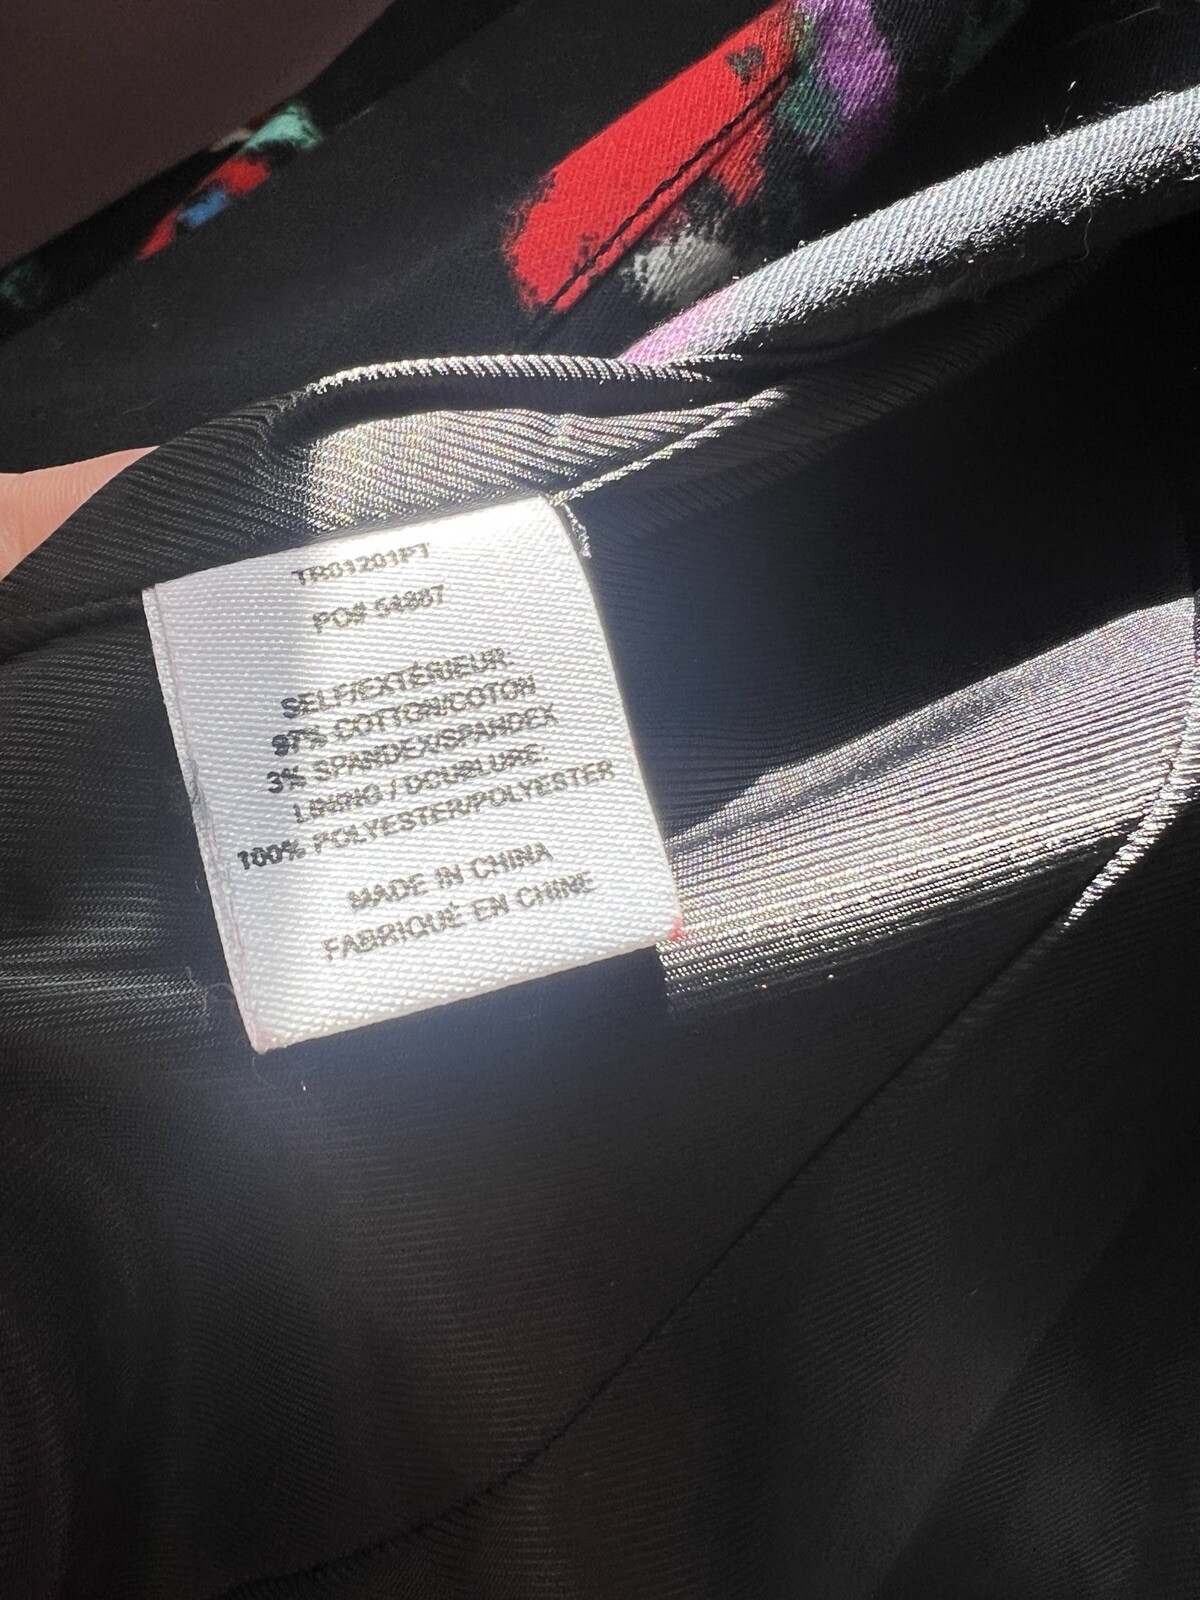 TR01201PT
PO# 54887
SELF/EXTÉRIEUR:
97% COTTON/COTON
3% SPANDEX/SPANDEX
LINING / DOUBLURE:
100% POLYESTER/POLYESTER
MADE IN CHINA
FABRIQUÉ EN CHINE